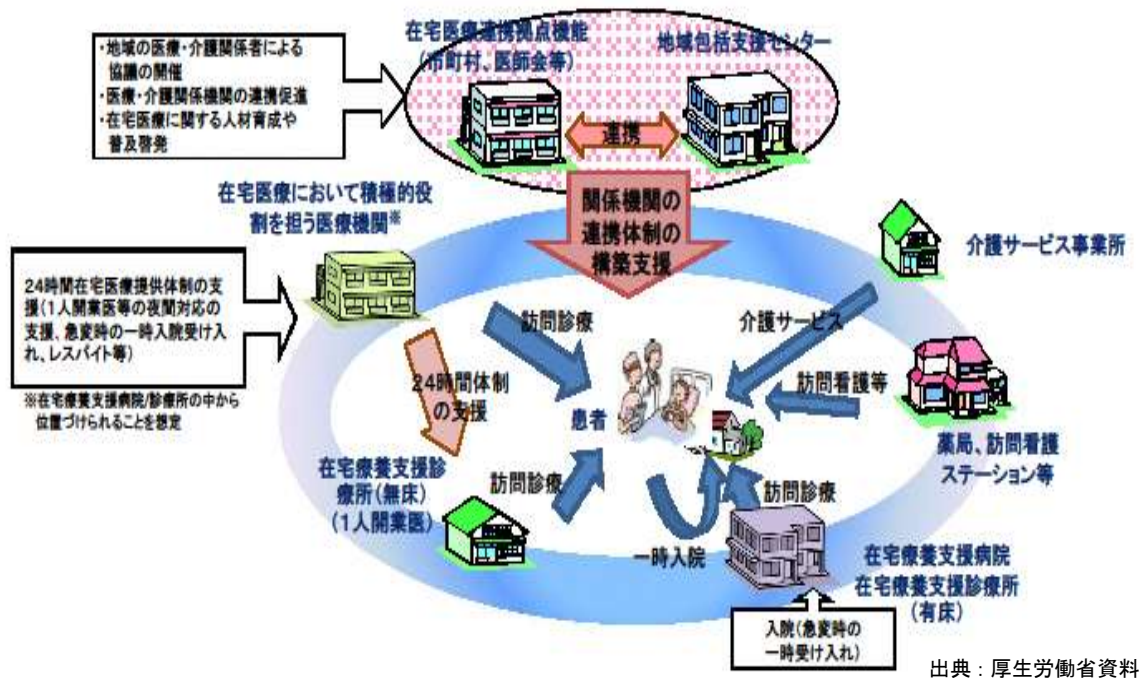 在宅医療連携拠点機能
(市町村、医師会等)
地域包括支援センター
・地域の医療・介護関係者による
協議の開催
・医療・介護関係機関の連携促進
・在宅医療に関する人材育成や
普及啓発
連携
在宅医療において積極的役
割を担う医療機関※
関係機関の
連携体制の
構築支援
介護サービス事業所
24時間在宅医療提供体制の支
援(1人開業医等の夜間対応の
支援、急変時の一時入院受け入
れ、レスパイト等)
※在宅療養支援病院/診療所の中から
位置づけられることを想定
訪問診療
介護サービス
24時間体制
の支援
訪問看護等
患者
薬局、訪問看護
ステーション等
在宅療養支援診
療所(無床)
(1人開業医)
訪問診療
訪問診療
一時入院
在宅療養支援病院
在宅療養支援診療所
(有床)
入院(急変時の
一時受け入れ)
出典:厚生労働省資料